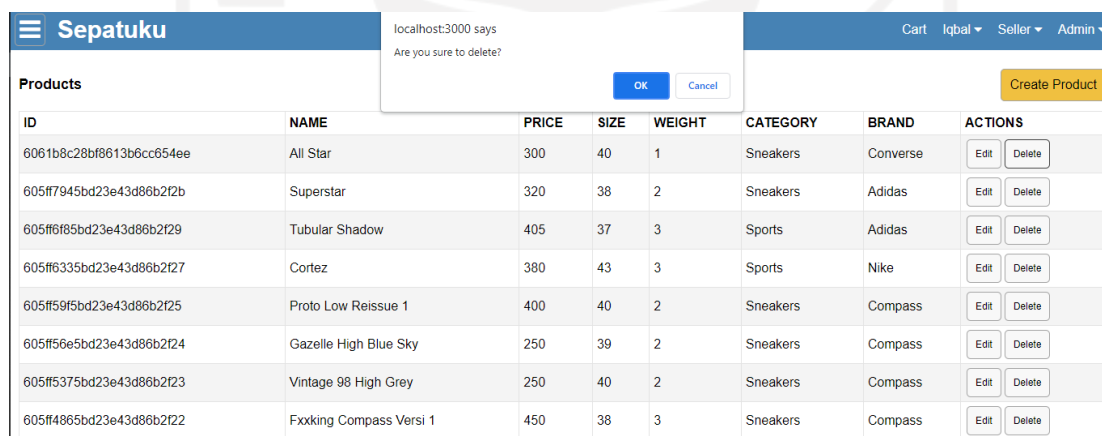 Sepatuku
localhost:3000 says
Are you sure to delete?
OK Cancel
Cart Iqbal Seller Admin
Products
Create Product
ID NAME PRICE SIZE WEIGHT CATEGORY BRAND ACTIONS
6061b8c28bf8613b6cc654ee All Star 300 40 1 Sneakers Converse Edit Delete
605ff7945bd23e43d86b2f2b Superstar 320 38 2 Sneakers Adidas Edit Delete
605ff6f85bd23e43d86b2f29 Tubular Shadow 405 37 3 Sports Adidas Edit Delete
605ff6335bd23e43d86b2f27 Cortez 380 43 3 Sports Nike Edit Delete
605ff59f5bd23e43d86b2f25 Proto Low Reissue 1 400 40 2 Sneakers Compass Edit Delete
605ff56e5bd23e43d86b2f24 Gazelle High Blue Sky 250 39 2 Sneakers Compass Edit Delete
605ff5375bd23e43d86b2f23 Vintage 98 High Grey 250 40 2 Sneakers Compass Edit Delete
605ff4865bd23e43d86b2f22 Fxxking Compass Versi 1 450 38 3 Sneakers Compass Edit Delete